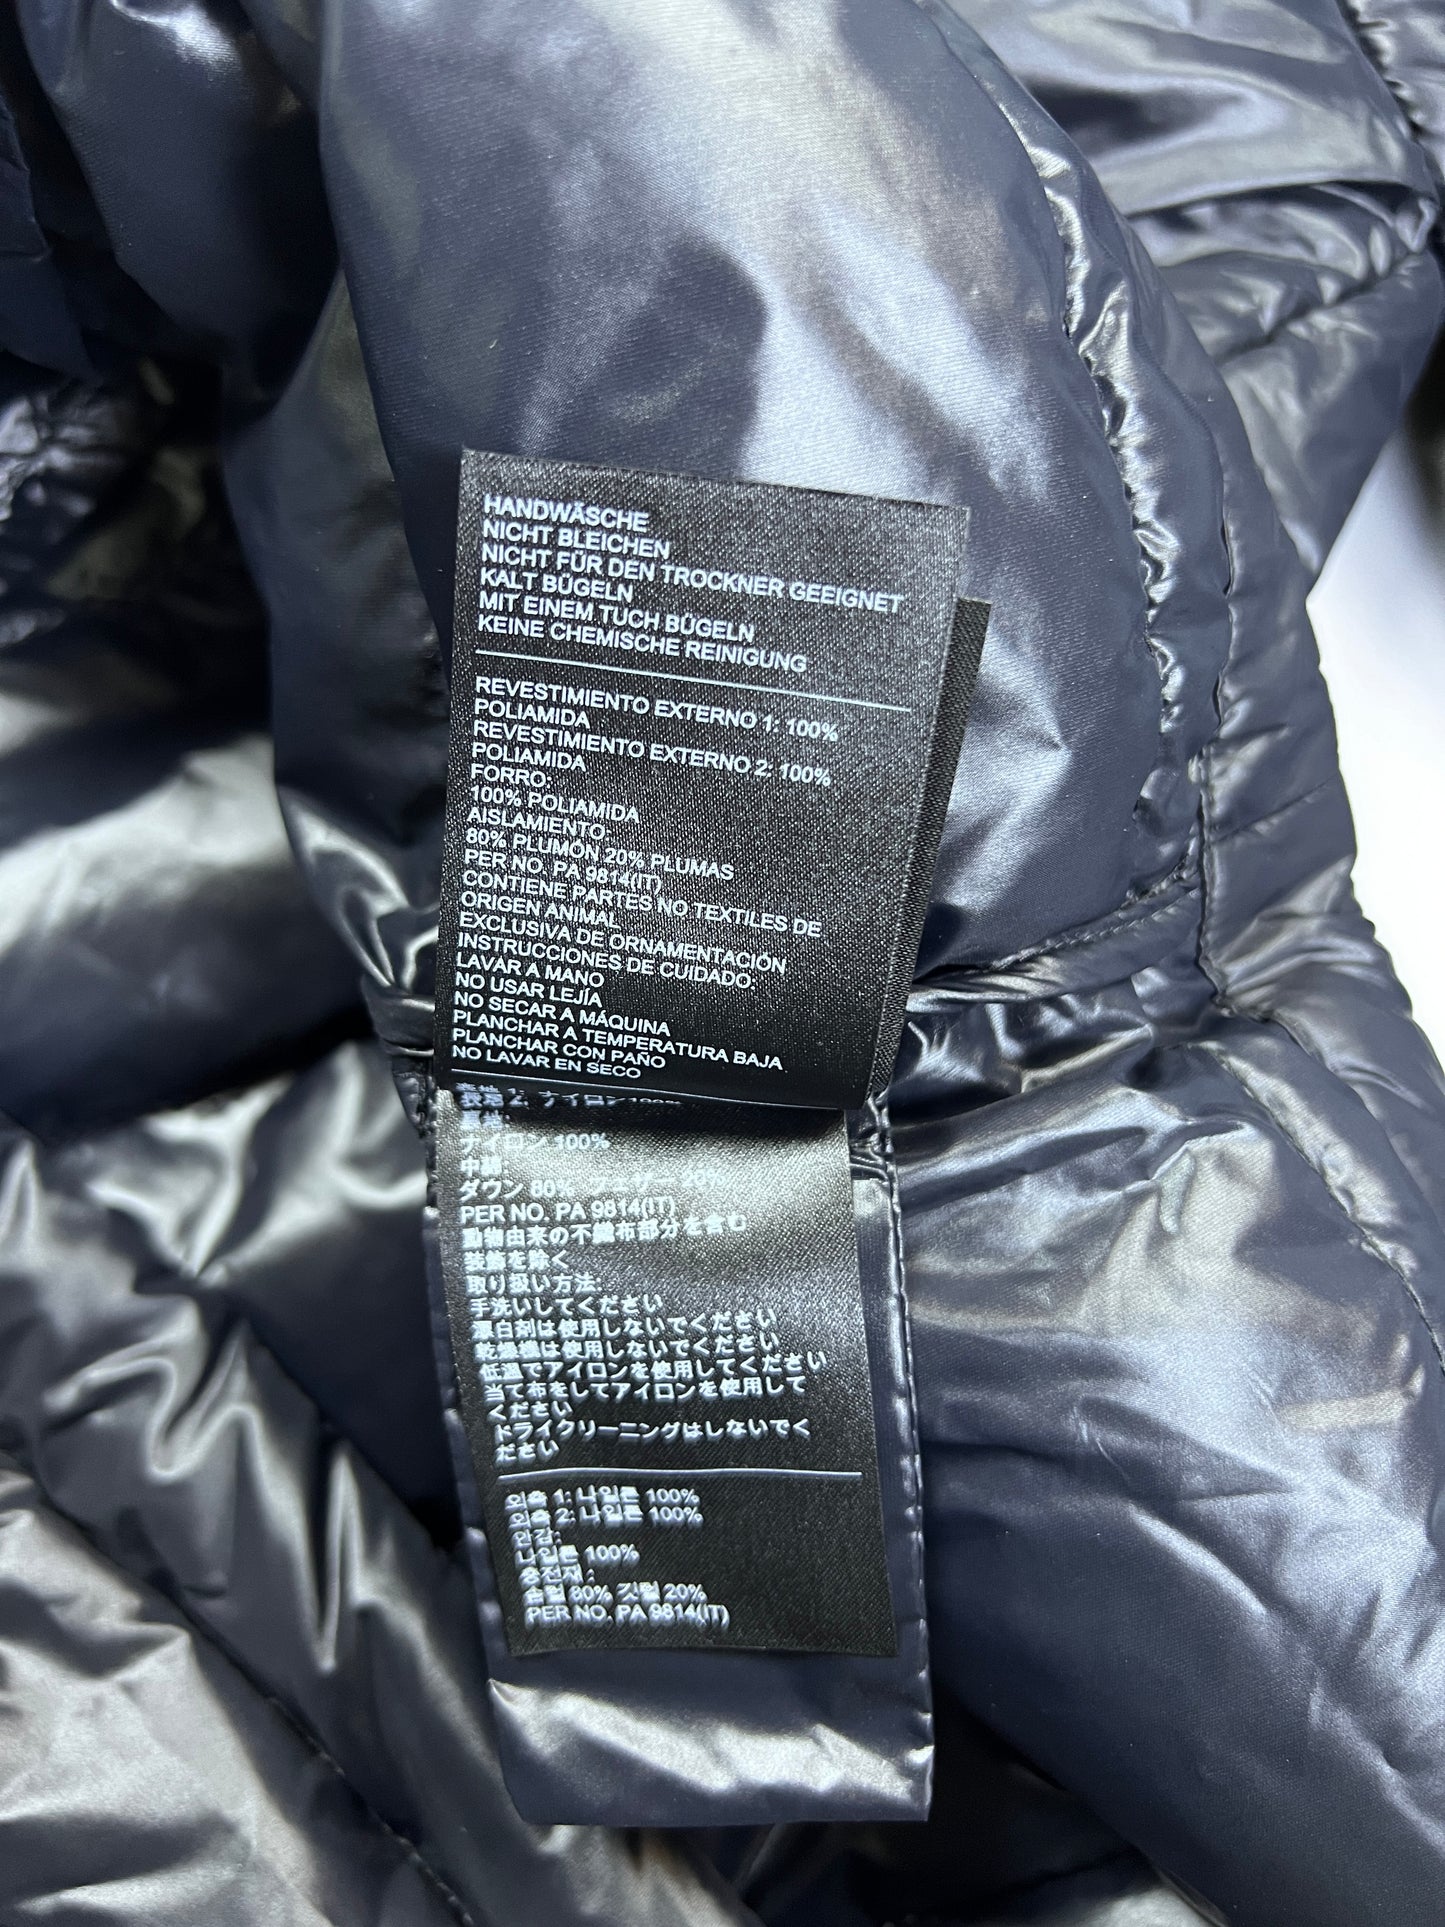 HANDWÄSCHE
NICHT BLEICHEN
NICHT FÜR DEN TROCKNER GEEIGNET
KALT BÜGELN
MIT EINEM TUCH BÜGELN
KEINE CHEMISCHE REINIGUNG
REVESTIMIENTO EXTERNO 1: 100%
POLIAMIDA
REVESTIMIENTO EXTERNO 2: 100%
POLIAMIDA
FORRO:
100% POLIAMIDA
AISLAMIENTO:
80% PLUMÓN 20% PLUMAS
PER NO. PA 9814(IT)
CONTIENE PARTES NO TEXTILES DE
ORIGEN ANIMAL
EXCLUSIVA DE ORNAMENTACIÓN
INSTRUCCIONES DE CUIDADO:
LAVAR A MANO
NO USAR LEJÍA
NO SECAR A MÁQUINA
PLANCHAR A TEMPERATURA BAJA
PLANCHAR CON PAÑO
NO LAVAR EN SECO
ナイロン 100%
中綿:
ダウン 80% フェザー 20%
PER NO. PA 9814(IT)
動物由来の不織布部分を含む
装飾を除く
取り扱い方法:
手洗いしてください
漂白剤は使用しないでください
乾燥機は使用しないでください
低温でアイロンを使用してください
当て布をしてアイロンを使用して
ください
ドライクリーニングはしないでく
ださい
외측 1: 나일론 100%
외측 2: 나일론 100%
안감:
나일론 100%
충전재 :
솜털 80% 깃털 20%
PER NO. PA 9814(IT)